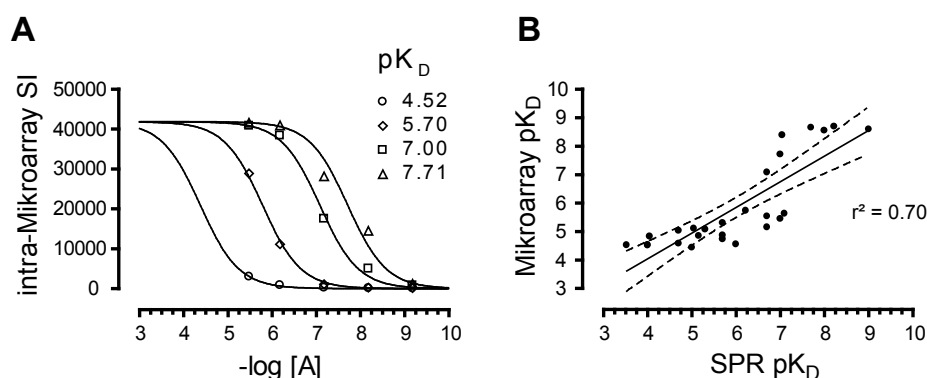 A
pK D
4.52
5.70
7.00
7.71
intra-Mikroarray SI
50000
40000
30000
20000
10000
0
3 4 5 6 7 8 9 10
-log [A]
B
Mikroarray pKD
10
9
8
7
6
5
4
3
r² = 0.70
3 4 5 6 7 8 9 10
SPR pKD